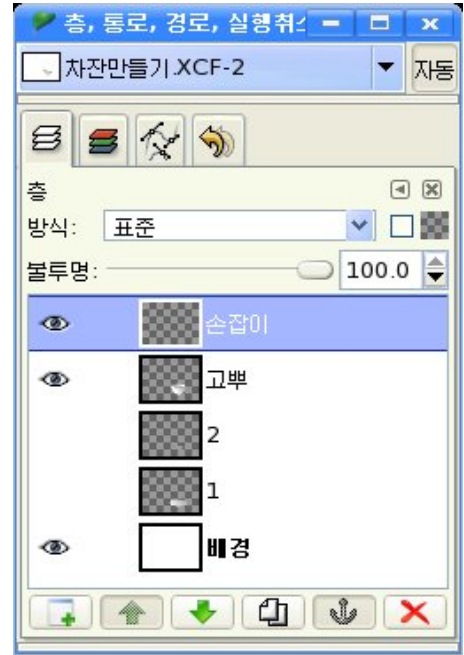 층, 통로, 경로, 실행취소
차잔만들기.XCF-2
자동
층
방식: 표준
불투명: 100.0
손잡이
고뿌
2
1
배경